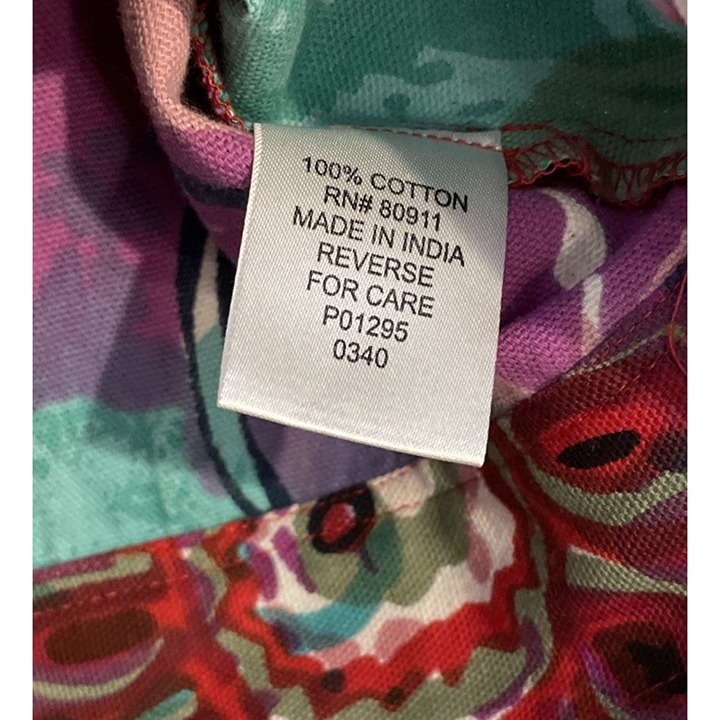 100% COTTON
RN# 80911
MADE IN INDIA
REVERSE
FOR CARE
P01295
0340